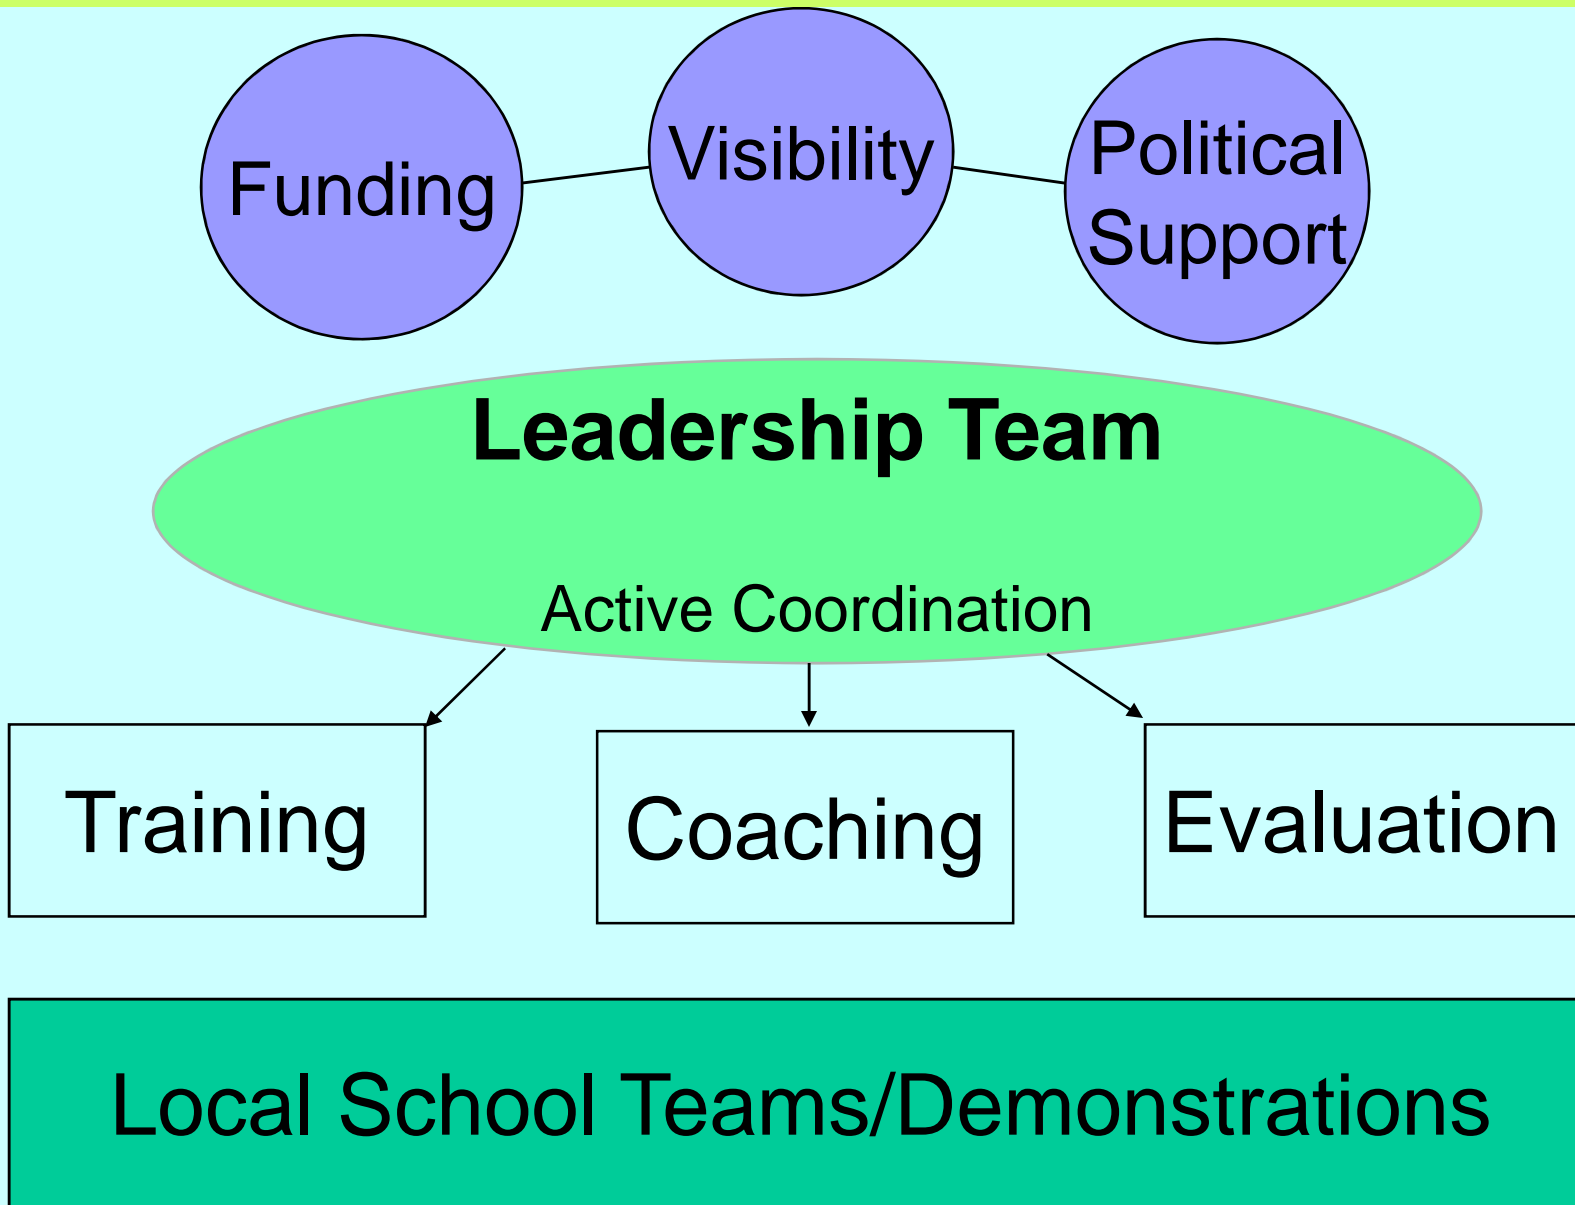 Funding
Visibility
Political
Support
Leadership Team
Active Coordination
Training
Coaching
Evaluation
Local School Teams/Demonstrations